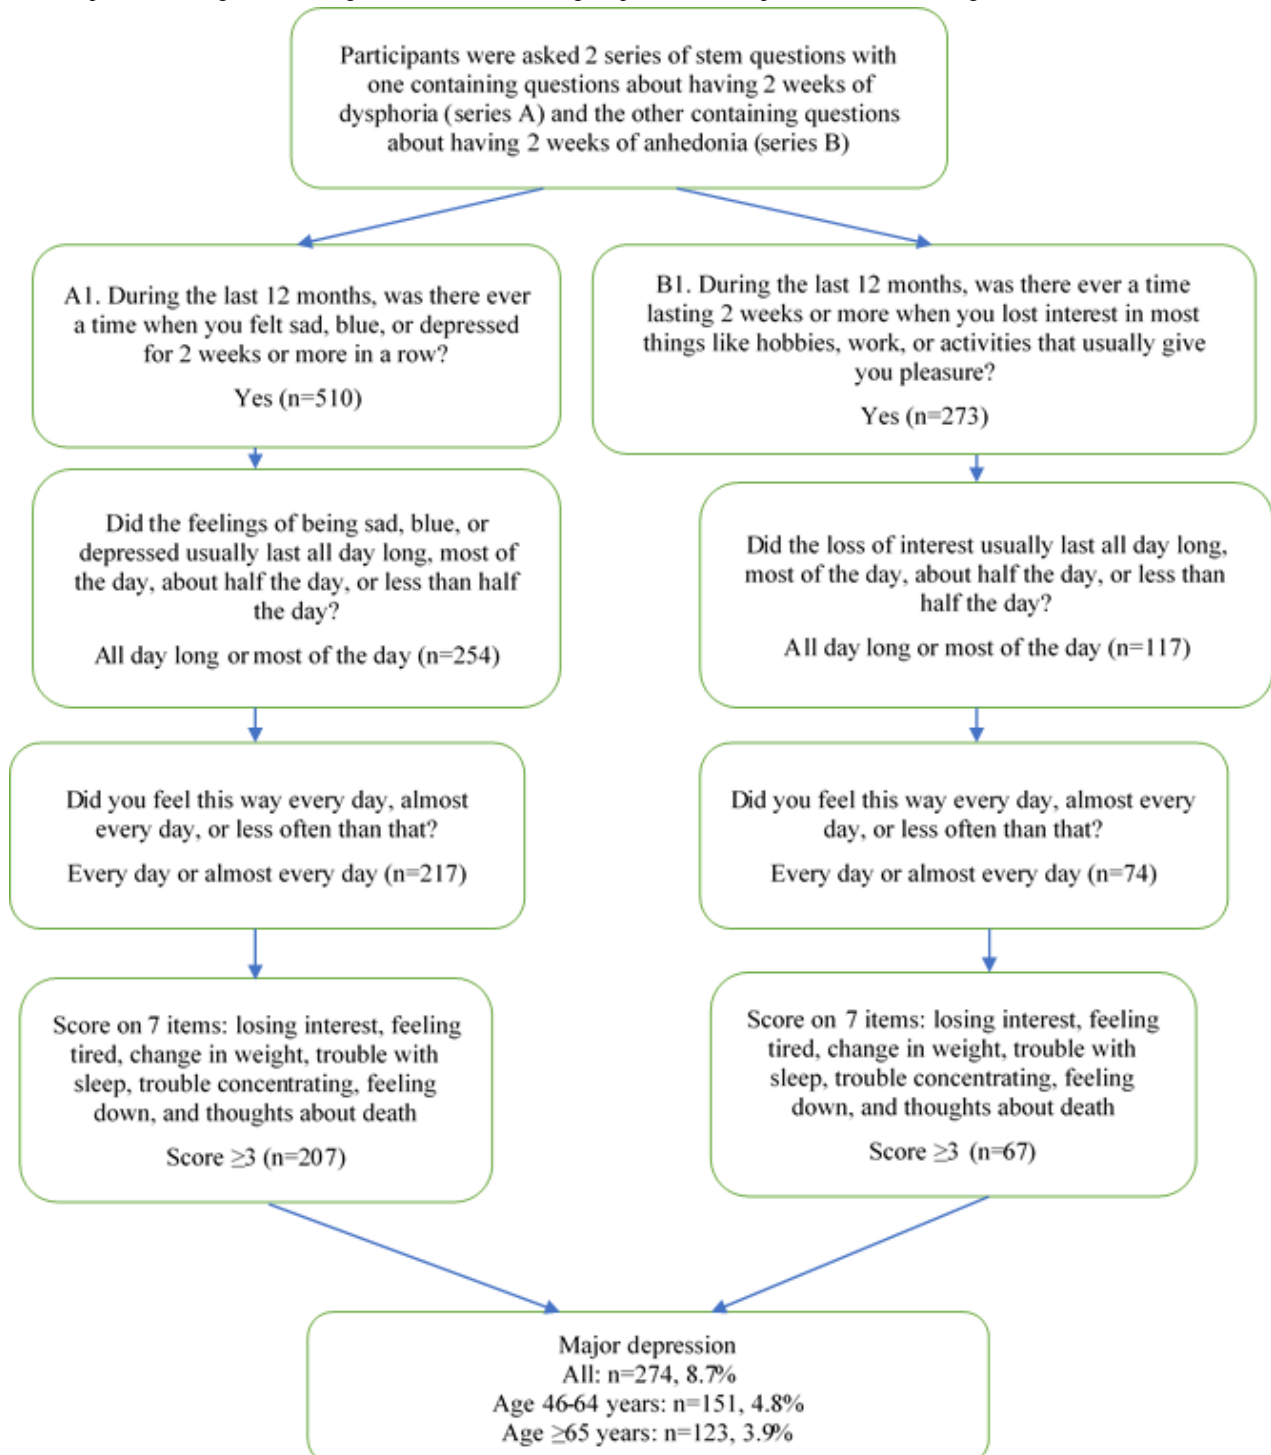 Participants were asked 2 series of stem questions with
one containing questions about having 2 weeks of
dysphoria (series A) and the other containing questions
about having 2 weeks of anhedonia (series B)
A1. During the last 12 months, was there ever
a time when you felt sad, blue, or depressed
for 2 weeks or more in a row?
Yes (n=510)
B1. During the last 12 months, was there ever a time
lasting 2 weeks or more when you lost interest in most
things like hobbies, work, or activities that usually give
you pleasure?
Yes (n=273)
Did the feelings of being sad, blue, or
depressed usually last all day long, most of
the day, about half the day, or less than half
the day?
All day long or most of the day (n=254)
Did the loss of interest usually last all day long,
most of the day, about half the day, or less than
half the day?
All day long or most of the day (n=117)
Did you feel this way every day, almost
every day, or less often than that?
Every day or almost every day (n=217)
Did you feel this way every day, almost every
day, or less often than that?
Every day or almost every day (n=74)
Score on 7 items: losing interest, feeling
tired, change in weight, trouble with
sleep, trouble concentrating, feeling
down, and thoughts about death
Score ≥3 (n=207)
Score on 7 items: losing interest, feeling
tired, change in weight, trouble with
sleep, trouble concentrating, feeling
down, and thoughts about death
Score ≥3 (n=67)
Major depression
All: n=274, 8.7%
Age 46-64 years: n=151, 4.8%
Age ≥65 years: n=123, 3.9%